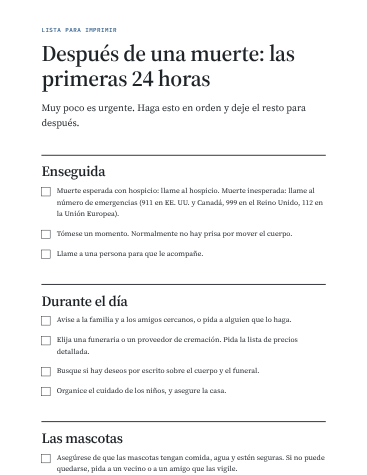 LISTA PARA IMPRIMIR
Después de una muerte: las
primeras 24 horas
Muy poco es urgente. Haga esto en orden y deje el resto para
después.
Enseguida
Muerte esperada con hospicio: llame al hospicio. Muerte inesperada: llame al
número de emergencias (911 en EE. UU. y Canadá, 999 en el Reino Unido, 112 en
la Unión Europea).
Tómese un momento. Normalmente no hay prisa por mover el cuerpo.
Llame a una persona para que le acompañe.
Durante el día
Avise a la familia y a los amigos cercanos, o pida a alguien que lo haga.
Elija una funeraria o un proveedor de cremación. Pida la lista de precios
detallada.
Busque si hay deseos por escrito sobre el cuerpo y el funeral.
Organice el cuidado de los niños, y asegure la casa.
Las mascotas
Asegúrese de que las mascotas tengan comida, agua y estén seguras. Si no puede
quedarse, pida a un vecino o a un amigo que las vigile.